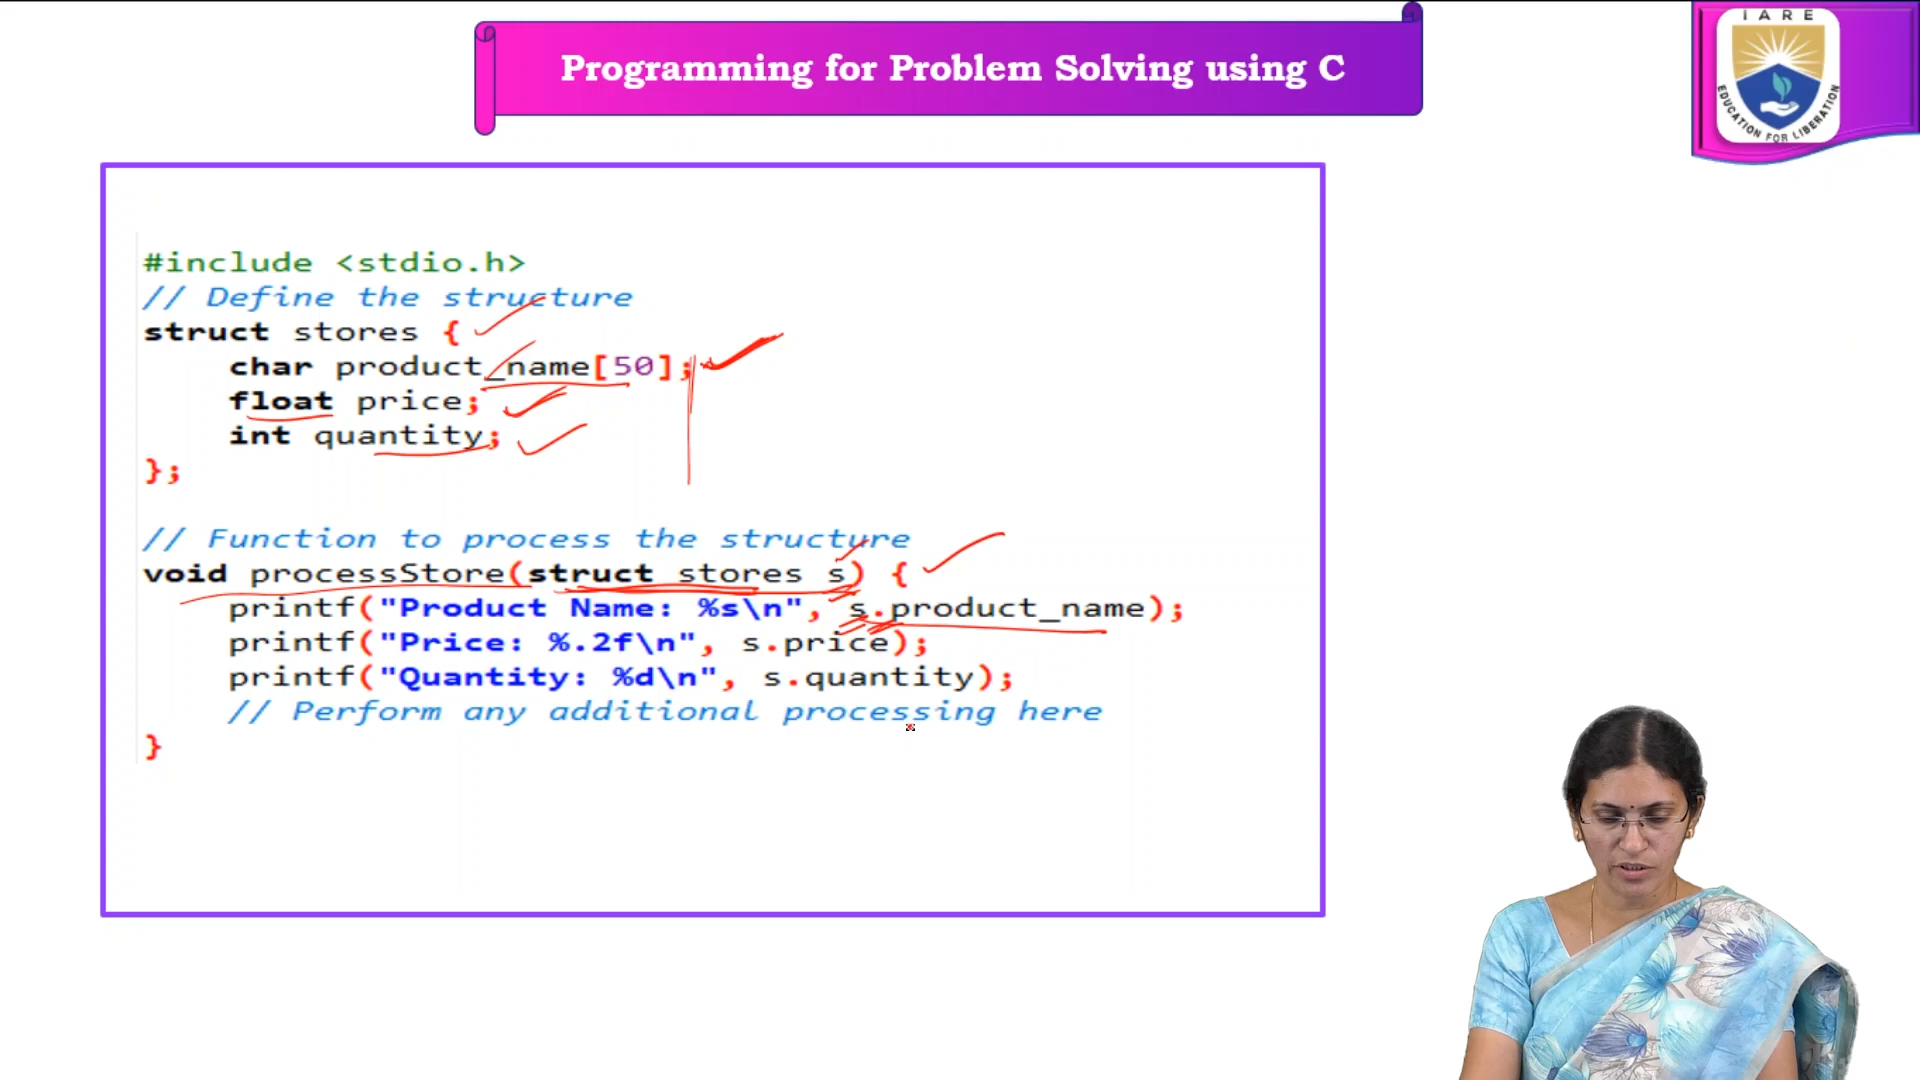 Programming for Problem Solving using C
IARE
EDUCATION FOR LIBERATION
#include <stdio.h>
// Define the structure
struct stores {
    char product_name[50];
    float price;
    int quantity;
};
// Function to process the structure
void processStore(struct stores s) {
    printf("Product Name: %s\n", s.product_name);
    printf("Price: %.2f\n", s.price);
    printf("Quantity: %d\n", s.quantity);
    // Perform any additional processing here
}